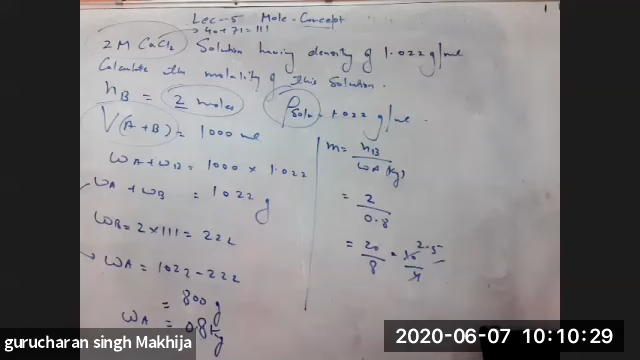 Lec-5 Mole-Concept
→ 40+71=111
2M CaCl2 Solution having density of 1.022 g/ml
Calculate the molality of this solution.
nB = 2 moles ρsoln = 1.022 g/ml.
V(A+B) = 1000 ml
WA+WB = 1000 × 1.022
WA + WB = 1022 g
WB = 2×111 = 222
WA = 1022 - 222
= 800 g
WA = 0.8 kg
m = nB / WA (kg)
= 2 / 0.8
= 20 / 8 = 10 / 4 2.5
gurucharan singh Makhija
2020-06-07 10:10:29